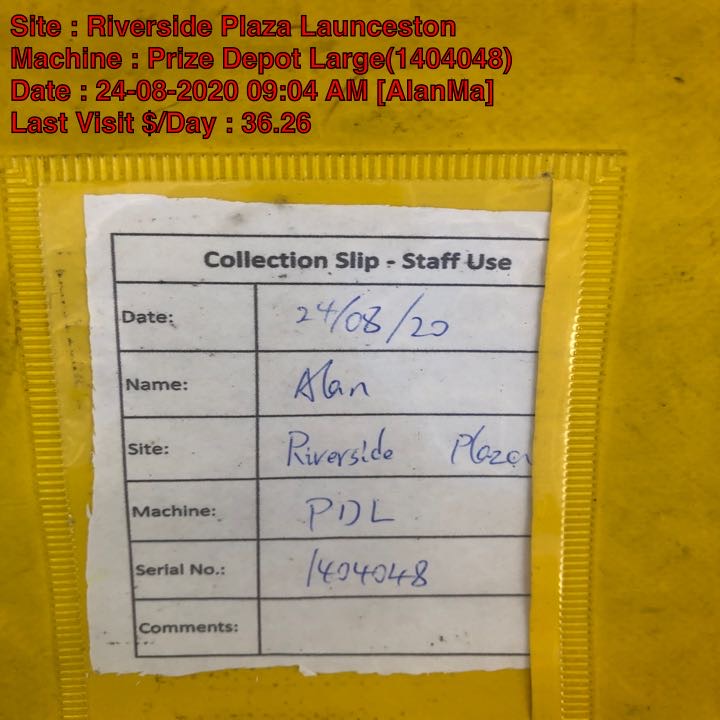 Site : Riverside Plaza Launceston
Machine : Prize Depot Large(1404048)
Date : 24-08-2020 09:04 AM [AlanMa]
Last Visit $/Day : 36.26
Collection Slip - Staff Use
Date: 24/08/20
Name: Alan
Site: Riverside Plaza
Machine: PDL
Serial No.: 1404048
Comments: